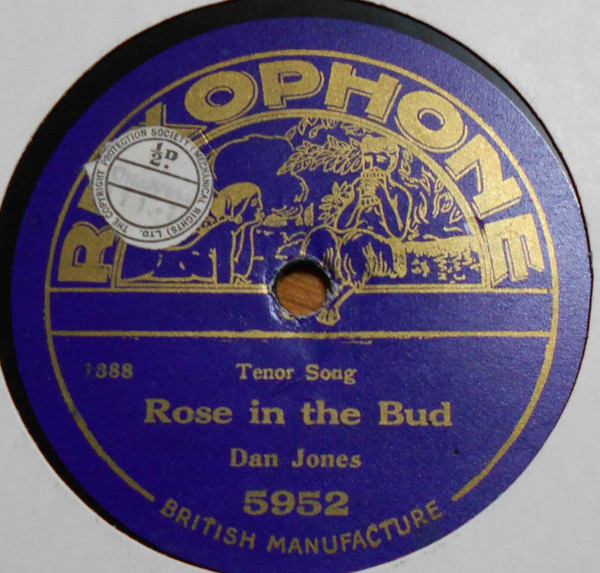 OPHONE
THE COPYRIGHT PROTECTION SOCIETY (MECHANICAL RIGHTS) LTD.
½D.
1388
Tenor Song
Rose in the Bud
Dan Jones
5952
BRITISH MANUFACTURE